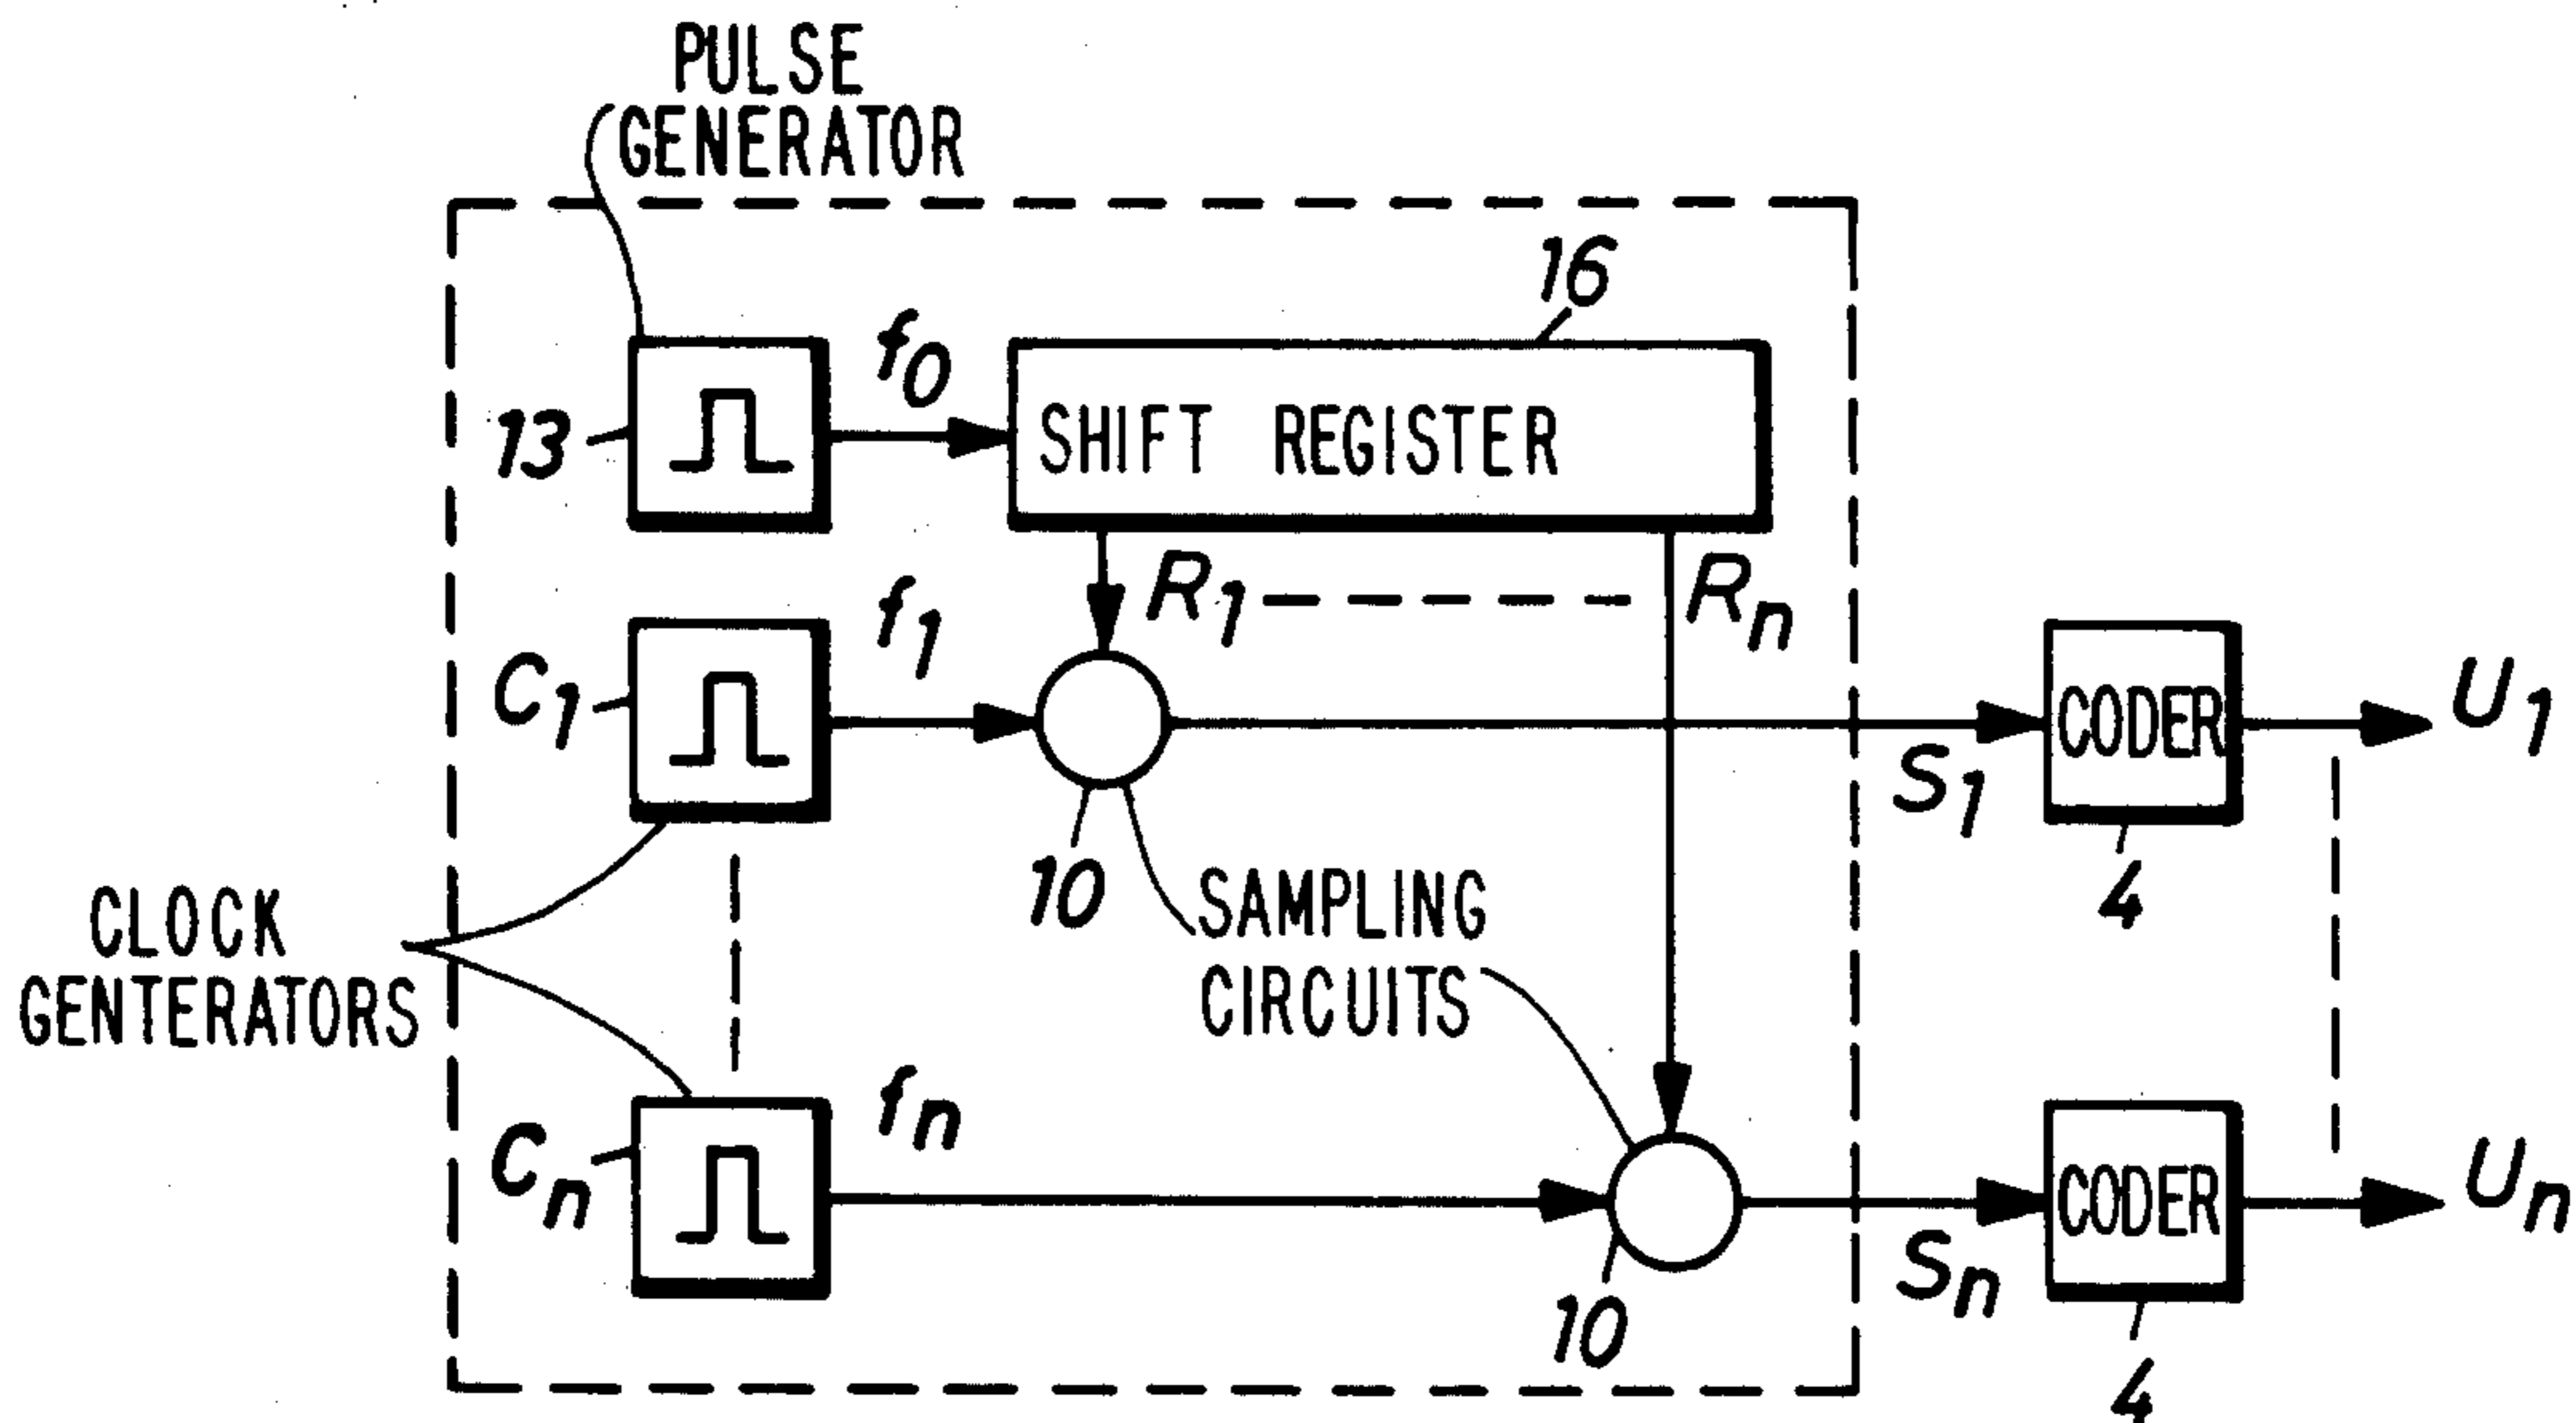 PULSE
GENERATOR
16
13
f0
SHIFT REGISTER
R1
Rn
f1
C1
CODER
U1
S1
10
4
SAMPLING
CIRCUITS
CLOCK
GENTERATORS
fn
Cn
CODER
Un
Sn
10
4